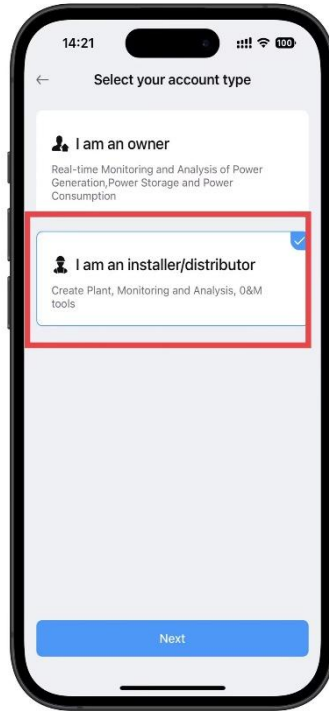 14:21
100
Select your account type
I am an owner
Real-time Monitoring and Analysis of Power
Generation,Power Storage and Power
Consumption
I am an installer/distributor
Create Plant, Monitoring and Analysis, 0&M
tools
Next